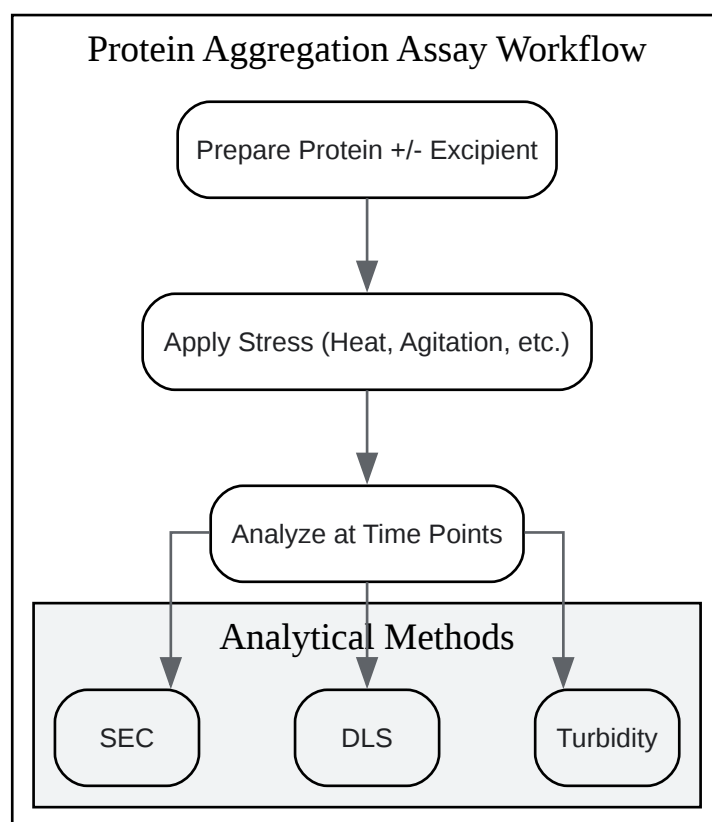 Protein Aggregation Assay Workflow
Prepare Protein +/- Excipient
Apply Stress (Heat, Agitation, etc.)
Analyze at Time Points
Analytical Methods
SEC
DLS
Turbidity